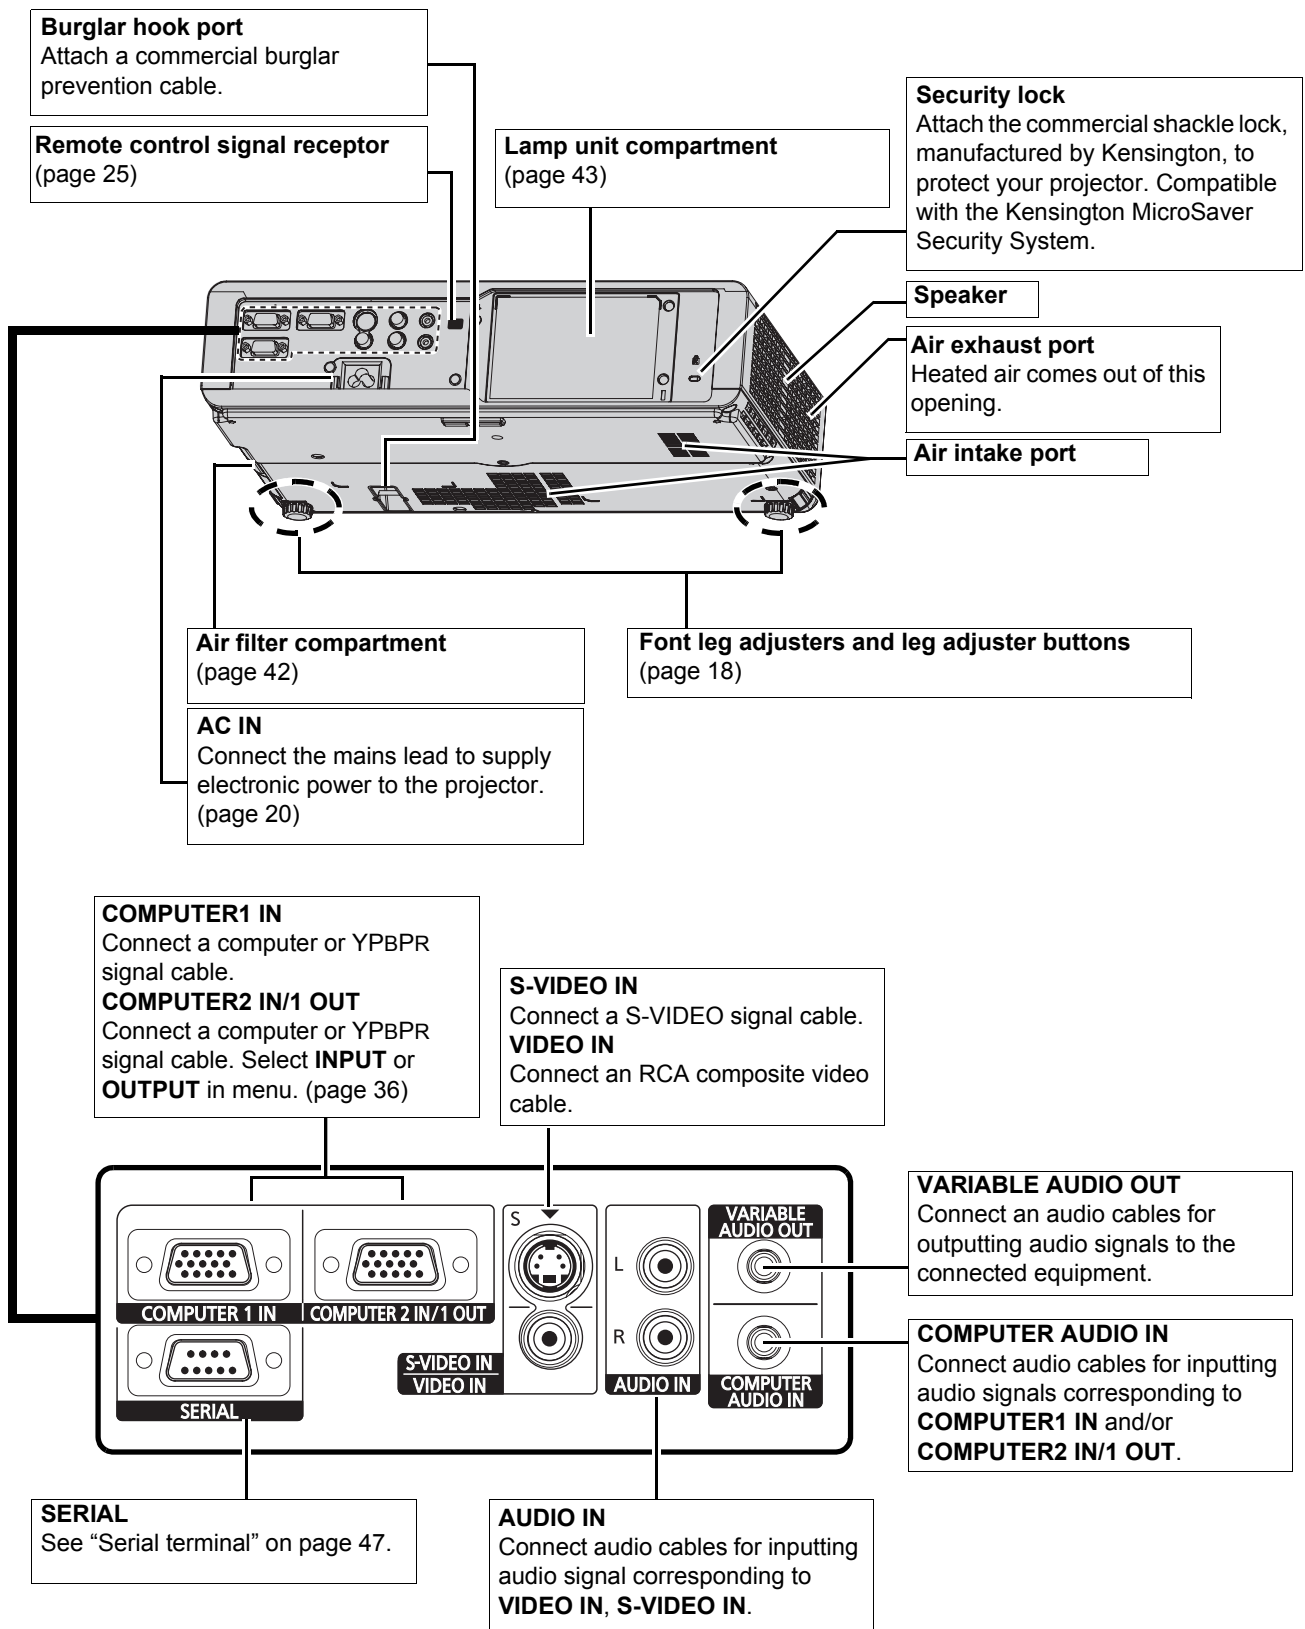 Burglar hook port
Attach a commercial burglar
prevention cable.
Remote control signal receptor
(page 25)
Lamp unit compartment
(page 43)
Security lock
Attach the commercial shackle lock,
manufactured by Kensington, to
protect your projector. Compatible
with the Kensington MicroSaver
Security System.
Speaker
Air exhaust port
Heated air comes out of this
opening.
Air intake port
Air filter compartment
(page 42)
Font leg adjusters and leg adjuster buttons
(page 18)
AC IN
Connect the mains lead to supply
electronic power to the projector.
(page 20)
COMPUTER1 IN
Connect a computer or YPBPR
signal cable.
COMPUTER2 IN/1 OUT
Connect a computer or YPBPR
signal cable. Select INPUT or
OUTPUT in menu. (page 36)
S-VIDEO IN
Connect a S-VIDEO signal cable.
VIDEO IN
Connect an RCA composite video
cable.
VARIABLE AUDIO OUT
Connect an audio cables for
outputting audio signals to the
connected equipment.
COMPUTER AUDIO IN
Connect audio cables for inputting
audio signals corresponding to
COMPUTER1 IN and/or
COMPUTER2 IN/1 OUT.
COMPUTER 1 IN
COMPUTER 2 IN/1 OUT
SERIAL
S
S-VIDEO IN
VIDEO IN
L
R
AUDIO IN
VARIABLE
AUDIO OUT
COMPUTER
AUDIO IN
SERIAL
See “Serial terminal” on page 47.
AUDIO IN
Connect audio cables for inputting
audio signal corresponding to
VIDEO IN, S-VIDEO IN.